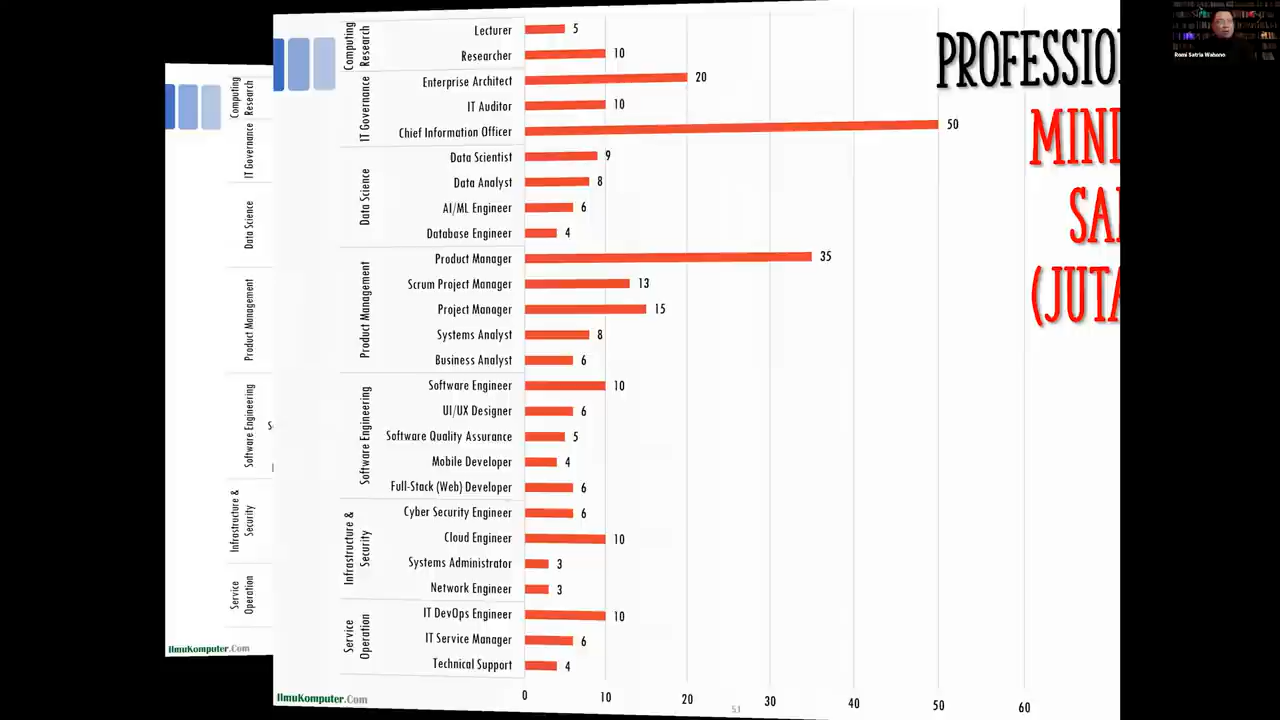 Computing Research
Lecturer 5
Researcher 10
IT Governance
Enterprise Architect 20
IT Auditor 10
Chief Information Officer 50
Data Science
Data Scientist 9
Data Analyst 8
AI/ML Engineer 6
Database Engineer 4
Product Management
Product Manager 35
Scrum Project Manager 13
Project Manager 15
Systems Analyst 8
Business Analyst 6
Software Engineering
Software Engineer 10
UI/UX Designer 6
Software Quality Assurance 5
Mobile Developer 4
Full-Stack (Web) Developer 6
Infrastructure & Security
Cyber Security Engineer 6
Cloud Engineer 10
Systems Administrator 3
Network Engineer 3
Service Operation
IT DevOps Engineer 10
IT Service Manager 6
Technical Support 4
0 10 20 30 40 50 60
51
IlmuKomputer.Com
PROFESSIO
MINI
SA
(JUTA
Romi Satria Wahono
Computing Research
IT Governance
Data Science
Product Management
Software Engineering
Infrastructure & Security
Service Operation
IlmuKomputer.Com